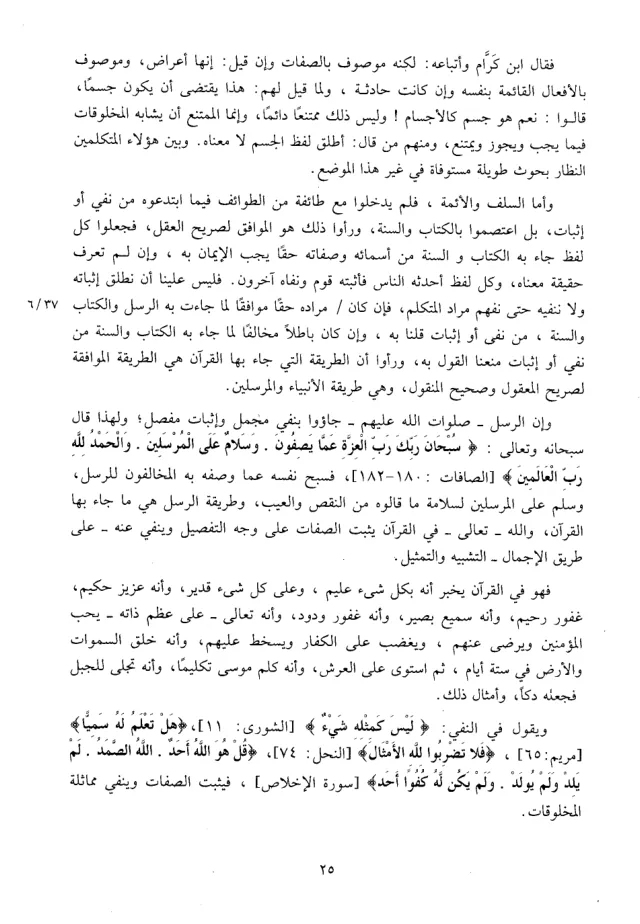 فقال ابن كَرَّام وأتباعه: لكنه موصوف بالصفات وإن قيل: إنها أعراض، وموصوف
بالأفعال القائمة بنفسه وإن كانت حادثة ، ولما قيل لهم: هذا يقتضى أن يكون جسمًا،
قالـوا : نعم هو جسم كالأجسام ! وليس ذلك ممتنعًا دائمًا، وإنما الممتنع أن يشابه المخلوقات
فيما يجب ويجوز ويمتنع، ومنهم من قال: أطلق لفظ الجسم لا معناه. وبين هؤلاء المتكلمين
النظار بحوث طويلة مستوفاة في غير هذا الموضع.
وأما السلف والأئمة ، فلم يدخلوا مع طائفة من الطوائف فيما ابتدعوه من نفي أو
إثبات، بل اعتصموا بالكتاب والسنة، ورأوا ذلك هو الموافق لصريح العقل، فجعلوا كل
لفظ جاء به الكتاب و السنة من أسمائه وصفاته حقًا يجب الإيمان به ، وإن لـم تعرف
حقيقة معناه، وكل لفظ أحدثه الناس فأثبته قوم ونفاه آخرون. فليس علينا أن نطلق إثباته
ولا ننفيه حتى نفهم مراد المتكلم، فإن كان / مراده حقًا موافقًا لما جاءت به الرسل والكتاب
٦/٣٧
والسنة ، من نفى أو إثبات قلنا به ، وإن كان باطلاً مخالفًا لما جاء به الكتاب والسنة من
نفي أو إثبات منعنا القول به، ورأوا أن الطريقة التي جاء بها القرآن هي الطريقة الموافقة
لصريح المعقول وصحيح المنقول، وهي طريقة الأنبياء والمرسلين.
وإن الرسل ـ صلوات الله عليهم ـ جاؤوا بنفي مجمل وإثبات مفصل؛ ولهذا قال
سبحانه وتعالى : ﴿ سُبْحَانَ رَبِّكَ رَبِّ الْعِزَّةِ عَمَّا يَصِفُونَ . وَسَلامٌ عَلَى الْمُرْسَلِينَ . وَالْحَمْدُ لِلَّهِ
رَبِّ الْعَالَمِينَ ﴾ [الصافات : ١٨٠-١٨٢]، فسبح نفسه عما وصفه به المخالفون للرسل،
وسلم على المرسلين لسلامة ما قالوه من النقص والعيب، وطريقة الرسل هي ما جاء بها
القرآن، والله ـ تعالى ـ في القرآن يثبت الصفات على وجه التفصيل وينفي عنه ـ على
طريق الإجمال ـ التشبيه والتمثيل.
فهو في القرآن يخبر أنه بكل شىء عليم ، وعلى كل شىء قدير، وأنه عزيز حكيم،
غفور رحيم، وأنه سميع بصير، وأنه غفور ودود، وأنه تعالى ـ على عظم ذاته ـ يحب
المؤمنين ويرضى عنهم ، ويغضب على الكفار ويسخط عليهم، وأنه خلق السموات
والأرض في ستة أيام ، ثم استوى على العرش، وأنه كلم موسى تكليمًا، وأنه تجلى للجبل
فجعله دكاً، وأمثال ذلك.
ويقول في النفي: ﴿ لَيْسَ كَمِثْلِهِ شَيْءٌ ﴾ [الشورى: ١١]، ﴿هَلْ تَعْلَمُ لَهُ سَمِيًّا﴾
[مريم:٦٥] ، ﴿فَلا تَضْرِبُوا لِلَّهِ الأَمْثَالَ﴾ [النحل: ٧٤]، ﴿قُلْ هُوَ اللَّهُ أَحَدٌ . اللَّهُ الصَّمَدُ . لَمْ
يَلِدْ وَلَمْ يُولَدْ . وَلَمْ يَكُن لَّهُ كُفُوًا أَحَد﴾ [سورة الإخلاص] ، فيثبت الصفات وينفي مماثلة
المخلوقات.
٢٥